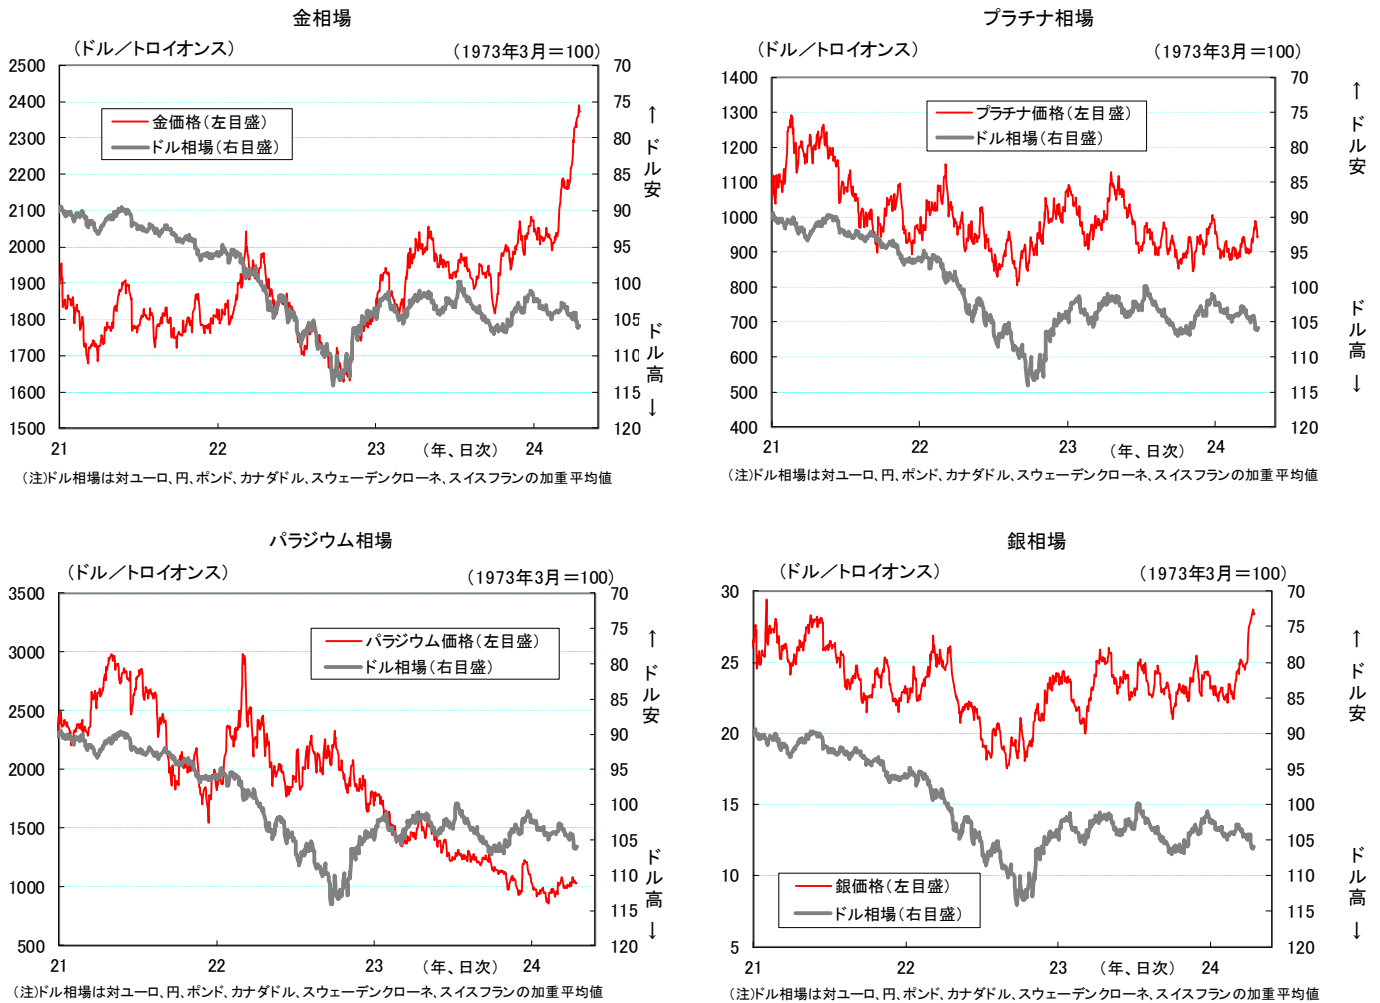 金相場
(ドル/トロイオンス)
(1973年3月=100)
2500
2400
2300
2200
2100
2000
1900
1800
1700
1600
1500
70
75
80
85
90
95
100
105
110
115
120
金価格(左目盛)
ドル相場(右目盛)
↑ ドル安
ドル高 ↓
21
22
23
24
(年、日次)
(注)ドル相場は対ユーロ、円、ポンド、カナダドル、スウェーデンクローネ、スイスフランの加重平均値
プラチナ相場
(ドル/トロイオンス)
(1973年3月=100)
1400
1300
1200
1100
1000
900
800
700
600
500
400
70
75
80
85
90
95
100
105
110
115
120
プラチナ価格(左目盛)
ドル相場(右目盛)
↑ ドル安
ドル高 ↓
21
22
23
24
(年、日次)
(注)ドル相場は対ユーロ、円、ポンド、カナダドル、スウェーデンクローネ、スイスフランの加重平均値
パラジウム相場
(ドル/トロイオンス)
(1973年3月=100)
3500
3000
2500
2000
1500
1000
500
70
75
80
85
90
95
100
105
110
115
120
パラジウム価格(左目盛)
ドル相場(右目盛)
↑ ドル安
ドル高 ↓
21
22
23
24
(年、日次)
(注)ドル相場は対ユーロ、円、ポンド、カナダドル、スウェーデンクローネ、スイスフランの加重平均値
銀相場
(ドル/トロイオンス)
(1973年3月=100)
30
25
20
15
10
5
70
75
80
85
90
95
100
105
110
115
120
銀価格(左目盛)
ドル相場(右目盛)
↑ ドル安
ドル高 ↓
21
22
23
24
(年、日次)
(注)ドル相場は対ユーロ、円、ポンド、カナダドル、スウェーデンクローネ、スイスフランの加重平均値